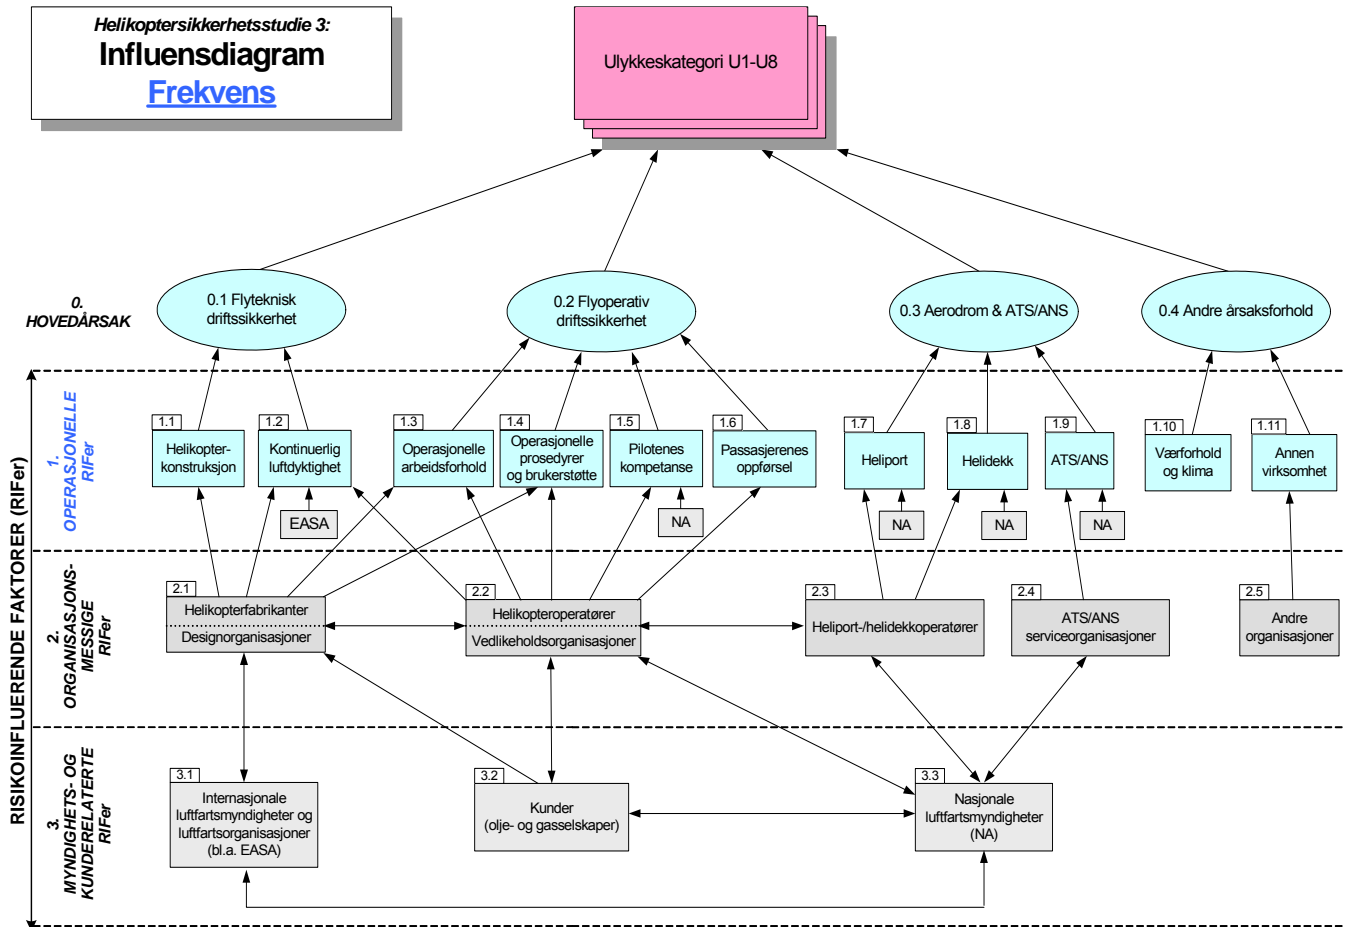 Helikoptersikkerhetsstudie 3:
Influensdiagram
Frekvens
Ulykkeskategori U1-U8
0.
HOVEDÅRSAK
0.1 Flyteknisk
driftssikkerhet
0.2 Flyoperativ
driftssikkerhet
0.3 Aerodrom & ATS/ANS
0.4 Andre årsaksforhold
RISIKOINFLUERENDE FAKTORER (RIFer)
1.
OPERASJONELLE
RIFer
1.1
Helikopter-
konstruksjon
1.2
Kontinuerlig
luftdyktighet
1.3
Operasjonelle
arbeidsforhold
1.4
Operasjonelle
prosedyrer
og brukerstøtte
1.5
Pilotenes
kompetanse
1.6
Passasjerenes
oppførsel
1.7
Heliport
1.8
Helidekk
1.9
ATS/ANS
1.10
Værforhold
og klima
1.11
Annen
virksomhet
EASA
NA
NA
NA
NA
2.
ORGANISASJONS-
MESSIGE
RIFer
2.1
Helikopterfabrikanter
Designorganisasjoner
2.2
Helikopteroperatører
Vedlikeholdsorganisasjoner
2.3
Heliport-/helidekkoperatører
2.4
ATS/ANS
serviceorganisasjoner
2.5
Andre
organisasjoner
3.
MYNDIGHETS- OG
KUNDERELATERTE
RIFer
3.1
Internasjonale
luftfartsmyndigheter og
luftfartsorganisasjoner
(bl.a. EASA)
3.2
Kunder
(olje- og gasselskaper)
3.3
Nasjonale
luftfartsmyndigheter
(NA)